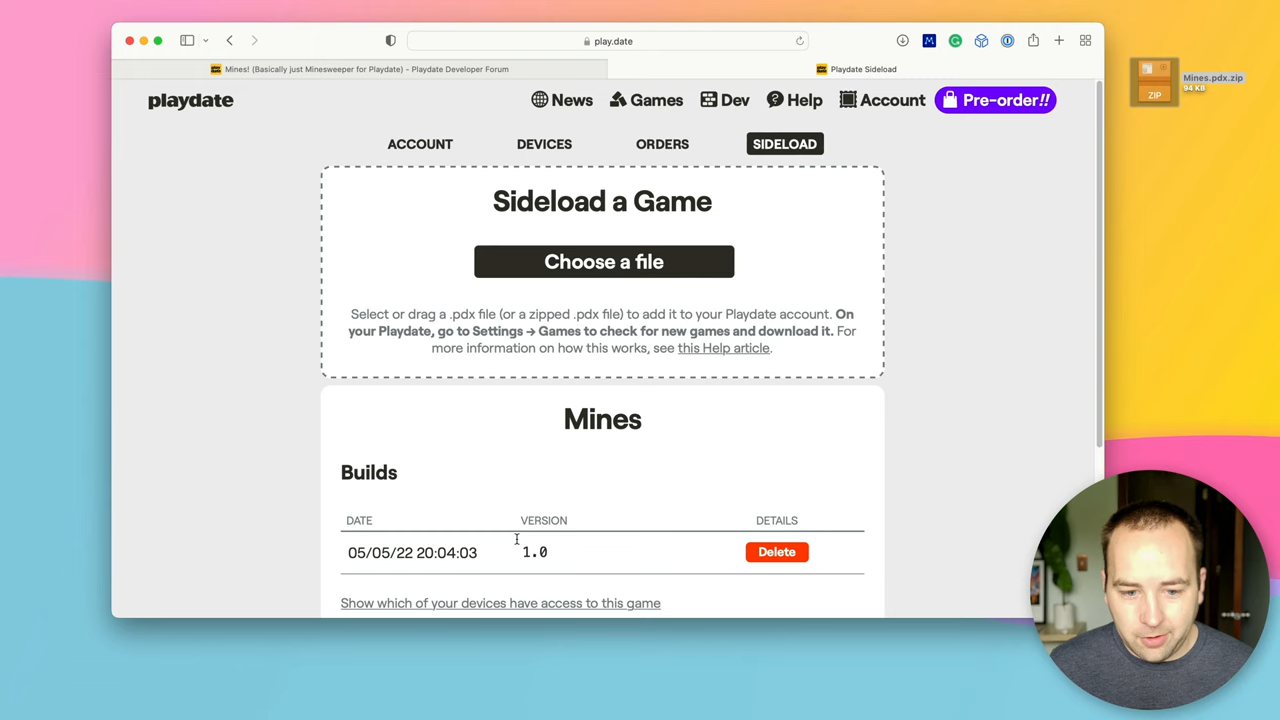 play.date
Mines! (Basically just Minesweeper for Playdate) - Playdate Developer Forum
Playdate Sideload
Mines.pdx.zip
94 KB
ZIP
playdate
News
Games
Dev
Help
Account
Pre-order!!
ACCOUNT
DEVICES
ORDERS
SIDELOAD
Sideload a Game
Choose a file
Select or drag a .pdx file (or a zipped .pdx file) to add it to your Playdate account. On
your Playdate, go to Settings → Games to check for new games and download it. For
more information on how this works, see this Help article.
Mines
Builds
DATE VERSION DETAILS
05/05/22 20:04:03 1.0 Delete
Show which of your devices have access to this game